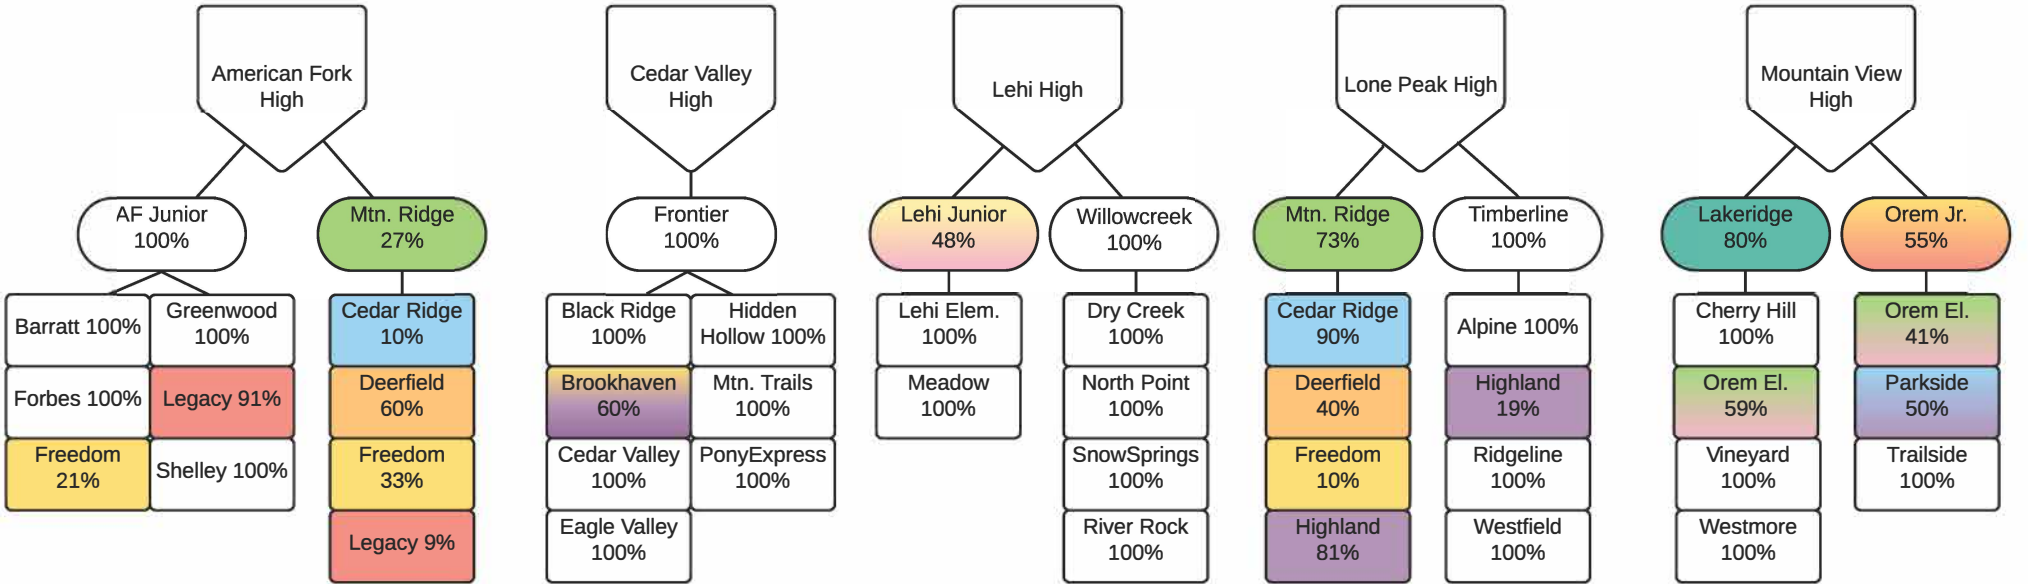 American Fork
High
Cedar Valley
High
Lehi High
Lone Peak High
Mountain View
High
AF Junior
100%
Mtn. Ridge
27%
Frontier
100%
Lehi Junior
48%
Willowcreek
100%
Mtn. Ridge
73%
Timberline
100%
Lakeridge
80%
Orem Jr.
55%
Barratt 100%
Forbes 100%
Freedom
21%
Greenwood
100%
Legacy 91%
Shelley 100%
Cedar Ridge
10%
Deerfield
60%
Freedom
33%
Legacy 9%
Black Ridge
100%
Brookhaven
60%
Cedar Valley
100%
Eagle Valley
100%
Hidden
Hollow 100%
Mtn. Trails
100%
PonyExpress
100%
Lehi Elem.
100%
Meadow
100%
Dry Creek
100%
North Point
100%
SnowSprings
100%
River Rock
100%
Cedar Ridge
90%
Deerfield
40%
Freedom
10%
Highland
81%
Alpine 100%
Highland
19%
Ridgeline
100%
Westfield
100%
Cherry Hill
100%
Orem El.
59%
Vineyard
100%
Westmore
100%
Orem El.
41%
Parkside
50%
Trailside
100%